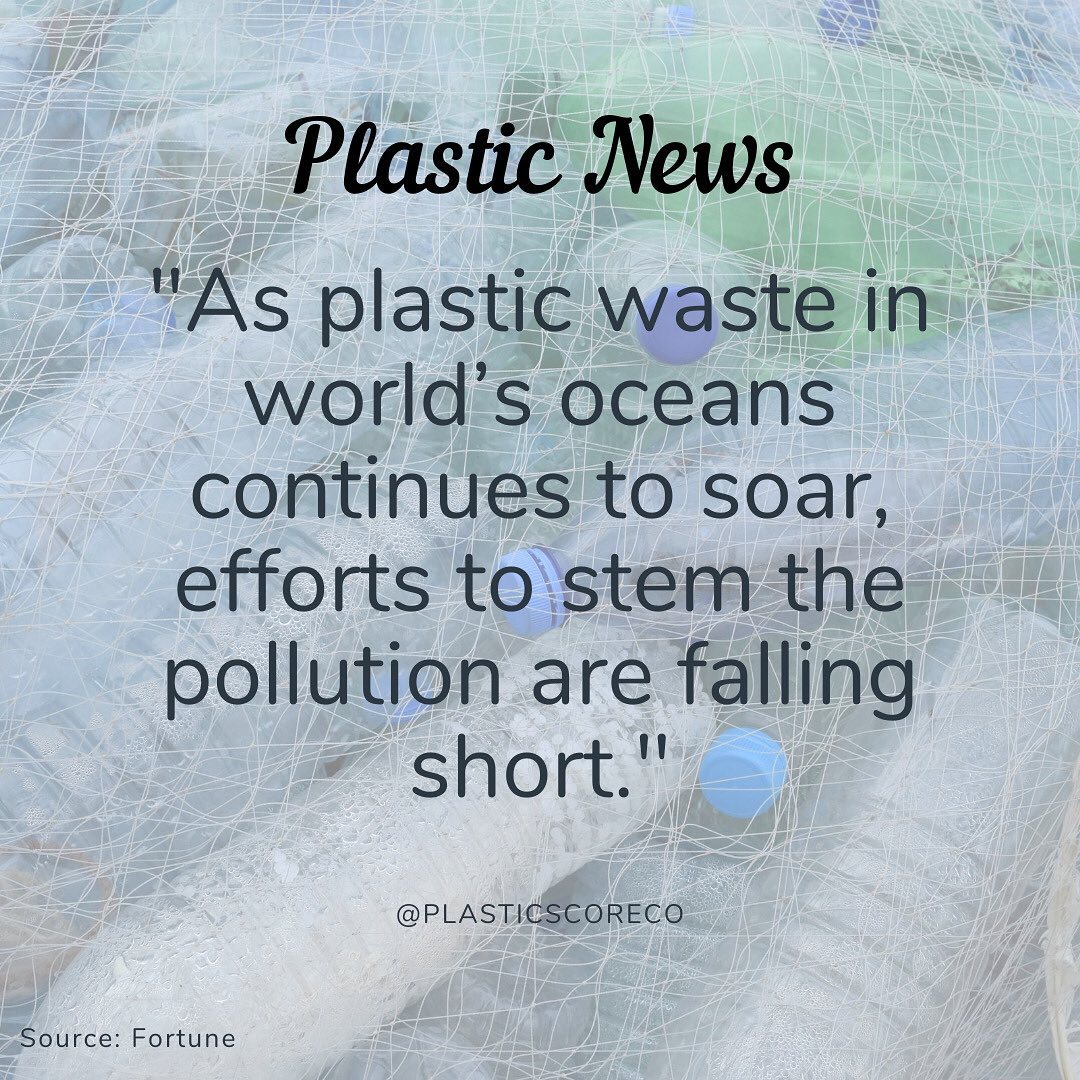 Plastic News
"As plastic waste in
world’s oceans
continues to soar,
efforts to stem the
pollution are falling
short."
@PLASTICSCORECO
Source: Fortune